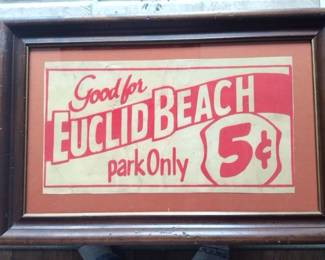 Good for
EUCLID BEACH
park Only
5¢